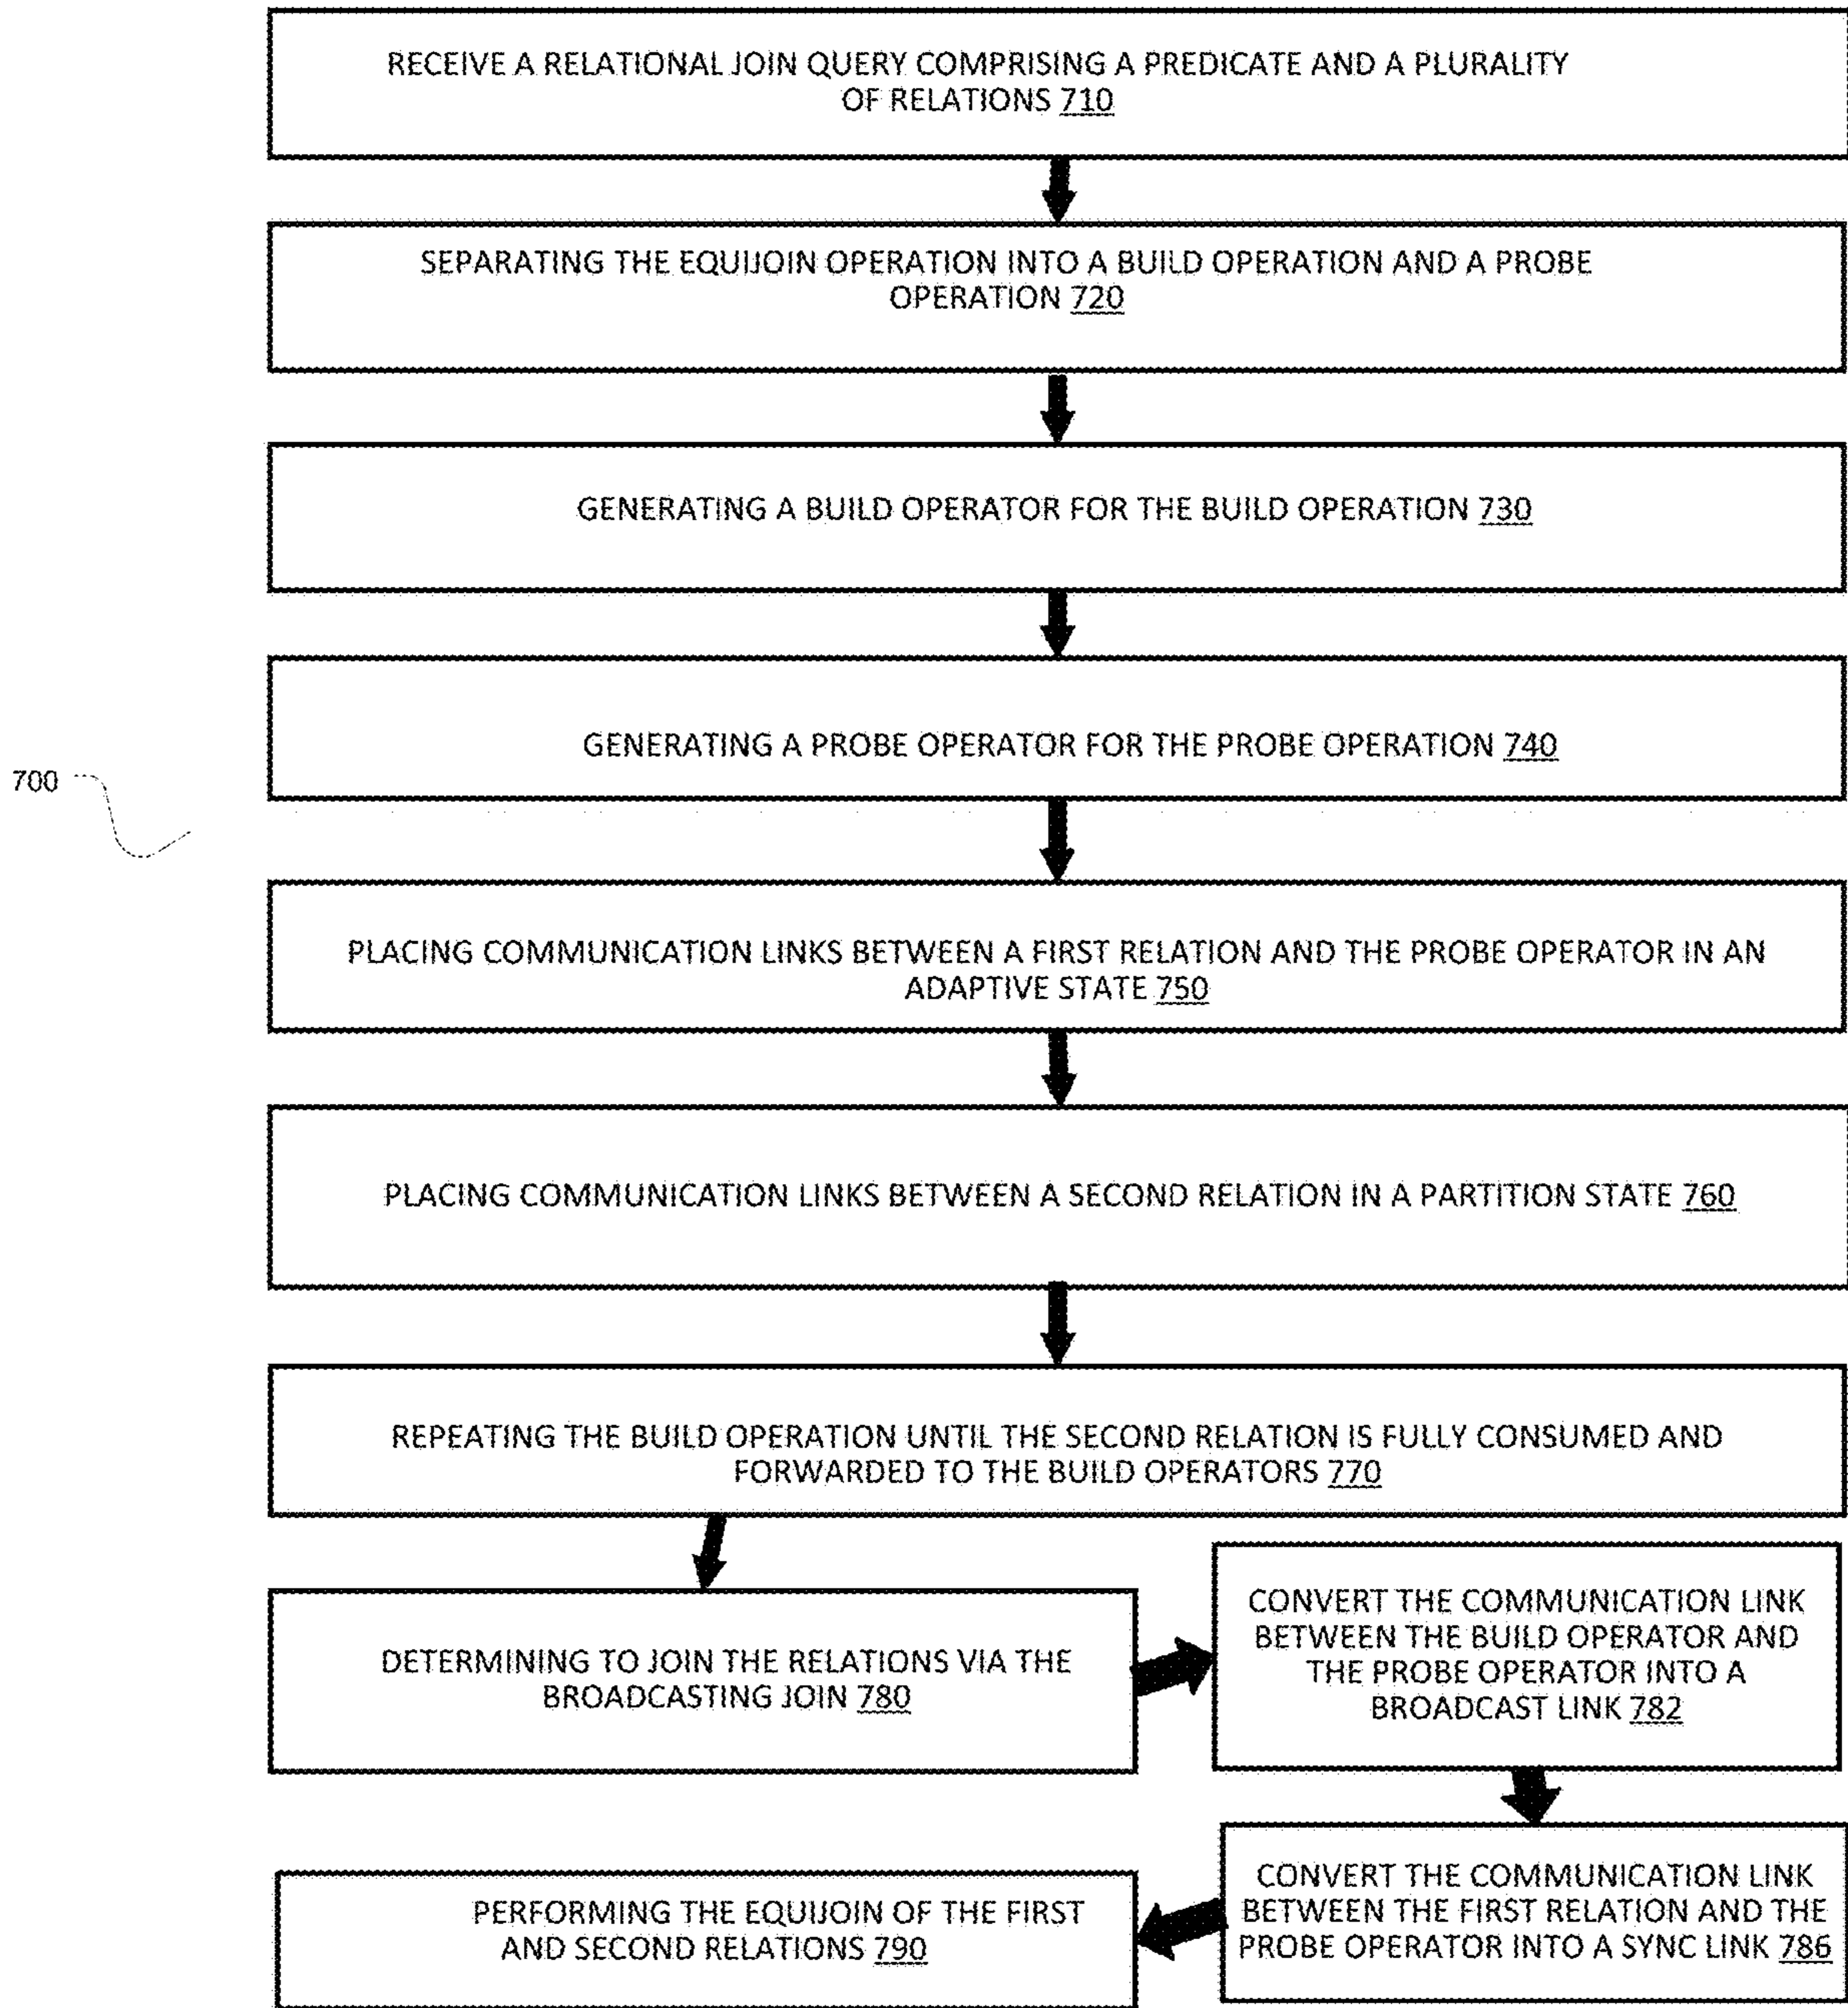 RECEIVE A RELATIONAL JOIN QUERY COMPRISING A PREDICATE AND A PLURALITY
OF RELATIONS 710
SEPARATING THE EQUIJOIN OPERATION INTO A BUILD OPERATION AND A PROBE
OPERATION 720
GENERATING A BUILD OPERATOR FOR THE BUILD OPERATION 730
GENERATING A PROBE OPERATOR FOR THE PROBE OPERATION 740
700
PLACING COMMUNICATION LINKS BETWEEN A FIRST RELATION AND THE PROBE OPERATOR IN AN
ADAPTIVE STATE 750
PLACING COMMUNICATION LINKS BETWEEN A SECOND RELATION IN A PARTITION STATE 760
REPEATING THE BUILD OPERATION UNTIL THE SECOND RELATION IS FULLY CONSUMED AND
FORWARDED TO THE BUILD OPERATORS 770
DETERMINING TO JOIN THE RELATIONS VIA THE
BROADCASTING JOIN 780
CONVERT THE COMMUNICATION LINK
BETWEEN THE BUILD OPERATOR AND
THE PROBE OPERATOR INTO A
BROADCAST LINK 782
CONVERT THE COMMUNICATION LINK
BETWEEN THE FIRST RELATION AND THE
PROBE OPERATOR INTO A SYNC LINK 786
PERFORMING THE EQUIJOIN OF THE FIRST
AND SECOND RELATIONS 790